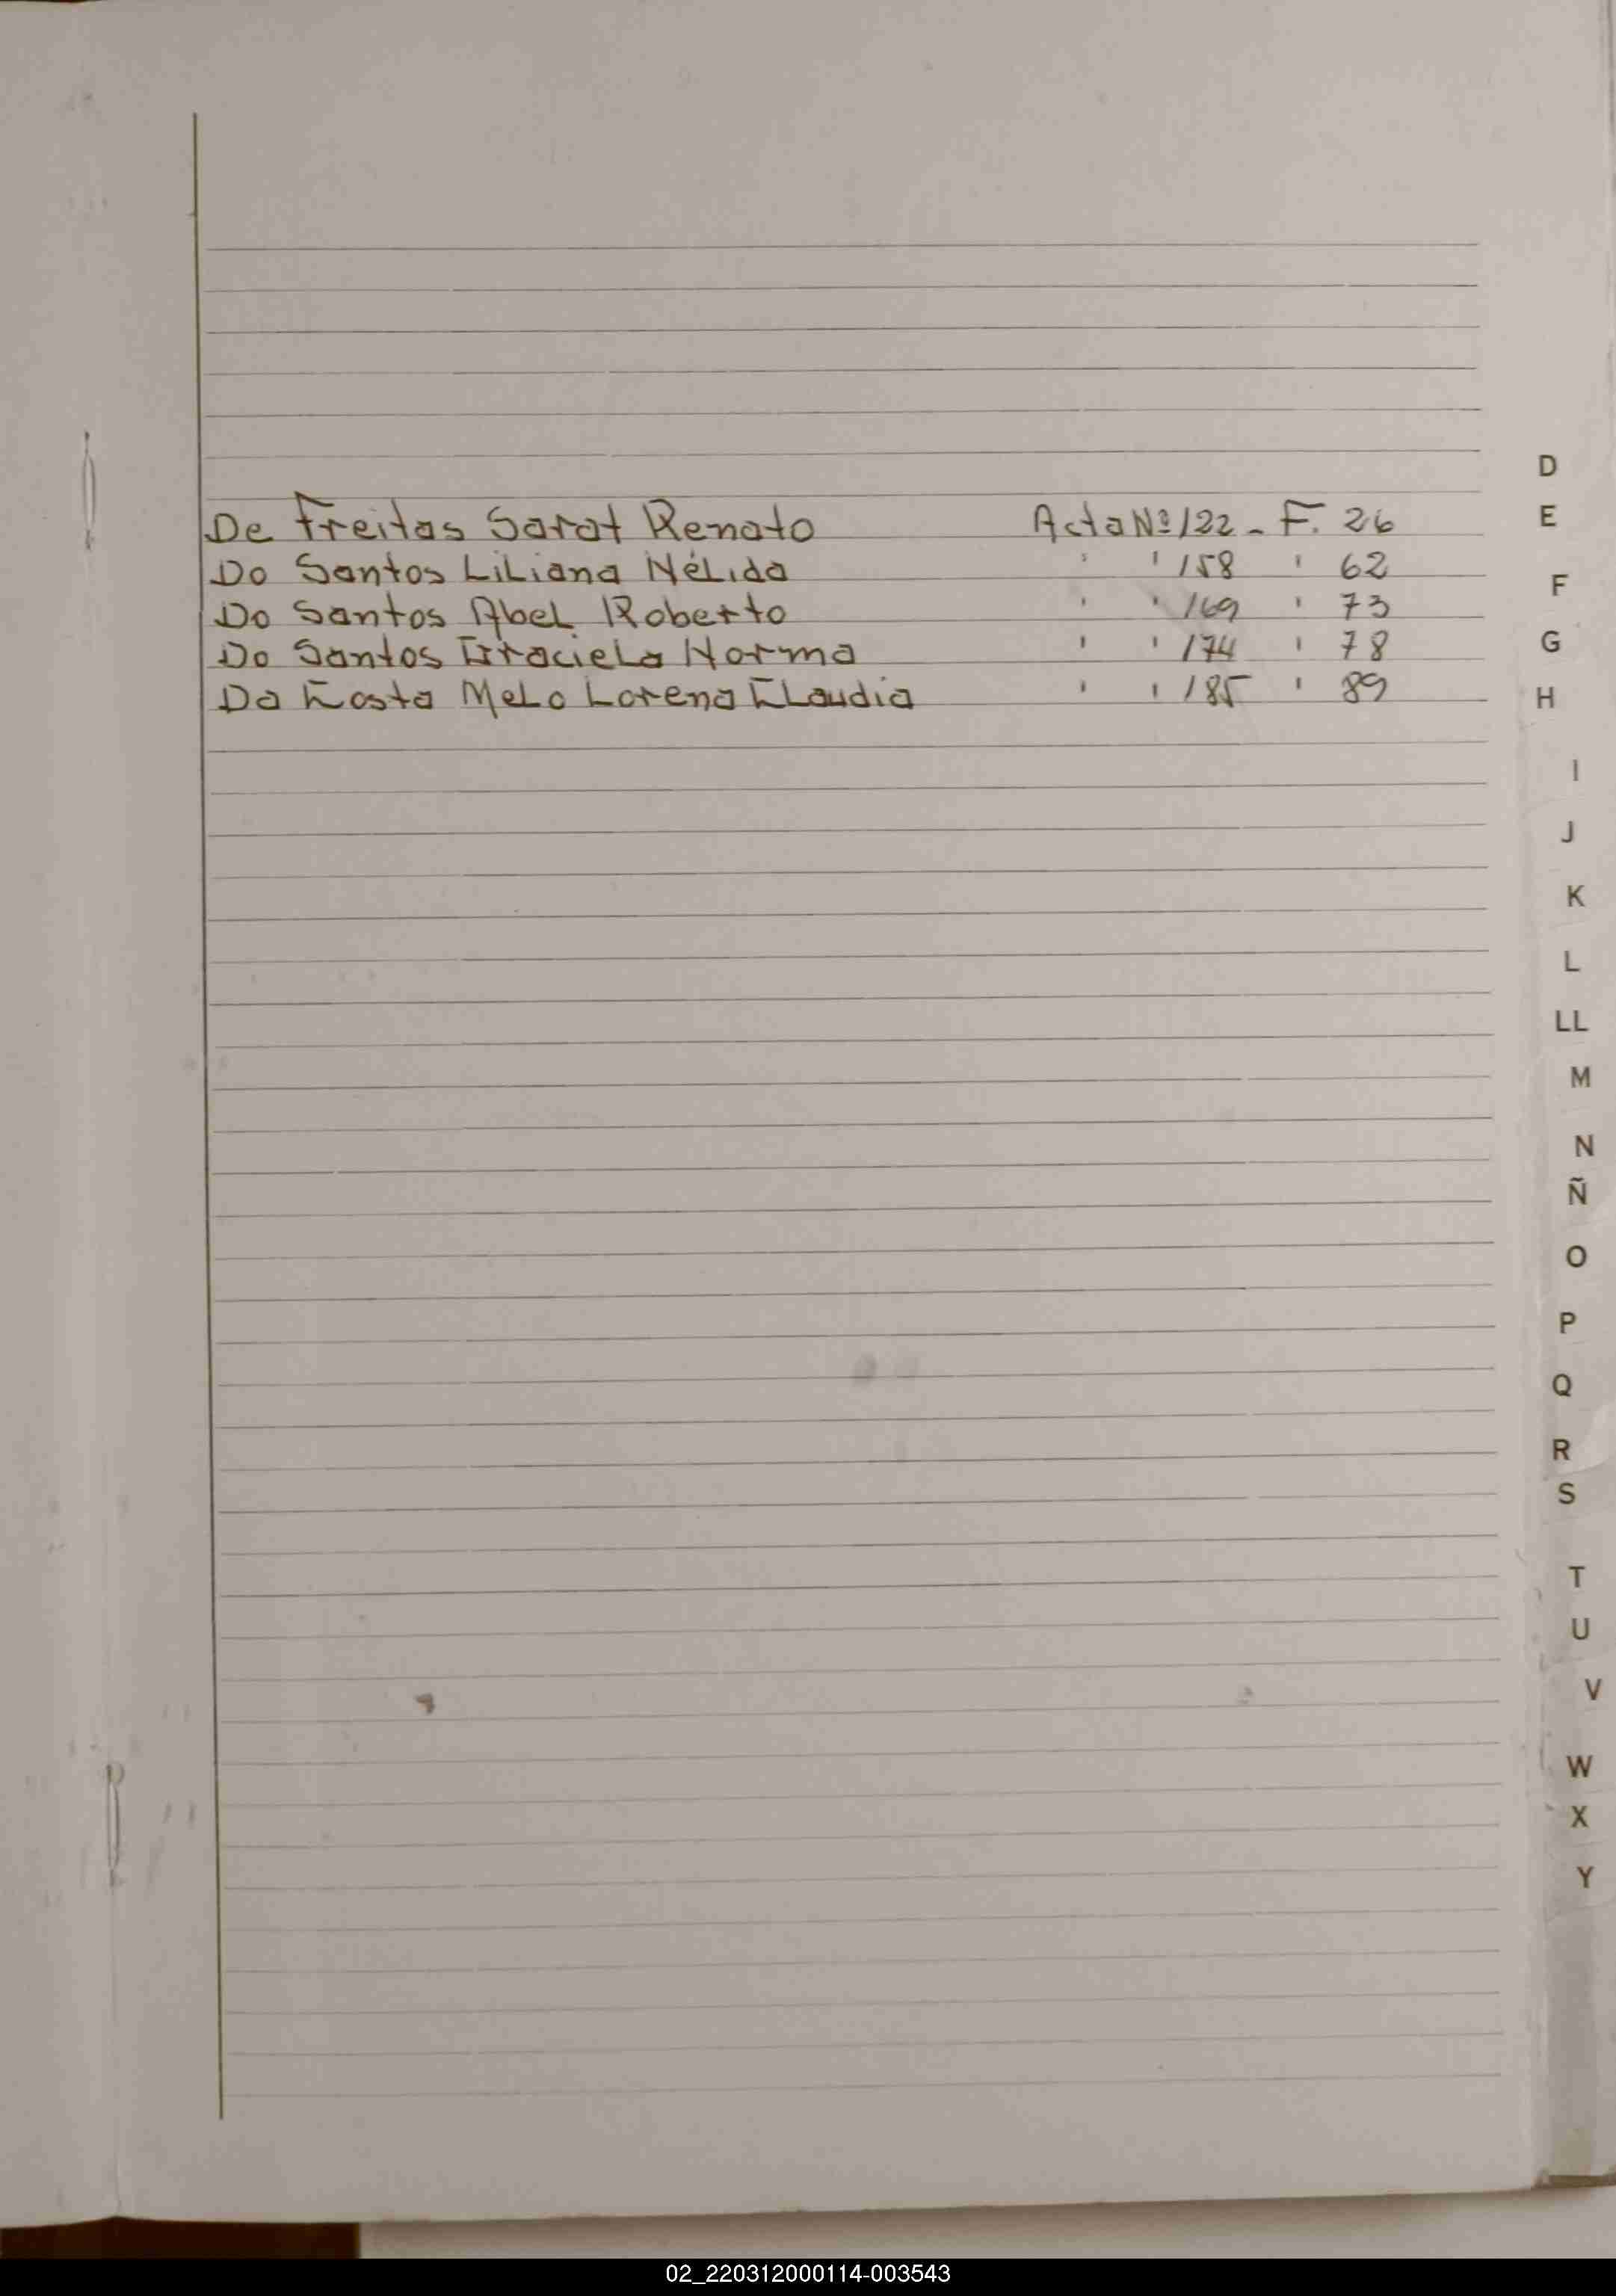 De Freitas Sarat Renato Acta Nº 122 - F. 26
Do Santos Liliana Nélida " " 158 " 62
Do Santos Abel Roberto " " 169 " 73
Do Santos Graciela Norma " " 174 " 78
Da Costa Melo Lorena Claudia " " 185 " 89
D
E
F
G
H
I
J
K
L
LL
M
N
Ñ
O
P
Q
R
S
T
U
V
W
X
Y
02_220312000114-003543